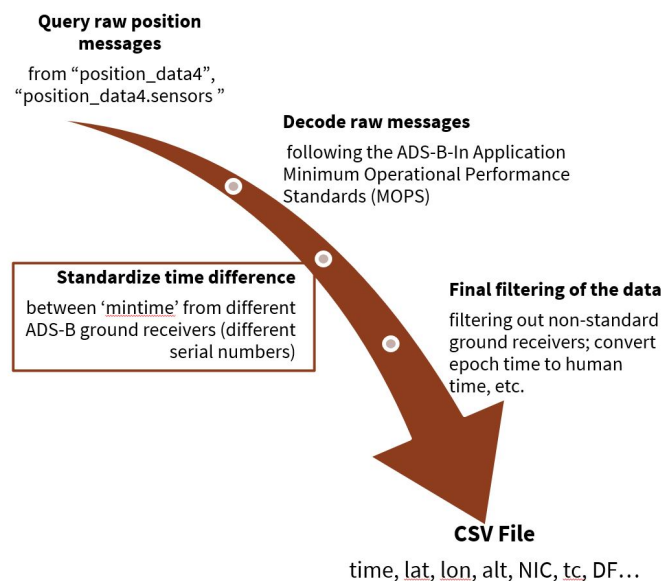 Query raw position
messages
from “position_data4”,
“position_data4.sensors ”
Decode raw messages
following the ADS-B-In Application
Minimum Operational Performance
Standards (MOPS)
Standardize time difference
between ‘mintime’ from different
ADS-B ground receivers (different
serial numbers)
Final filtering of the data
filtering out non-standard
ground receivers; convert
epoch time to human
time, etc.
CSV File
time, lat, lon, alt, NIC, tc, DF…